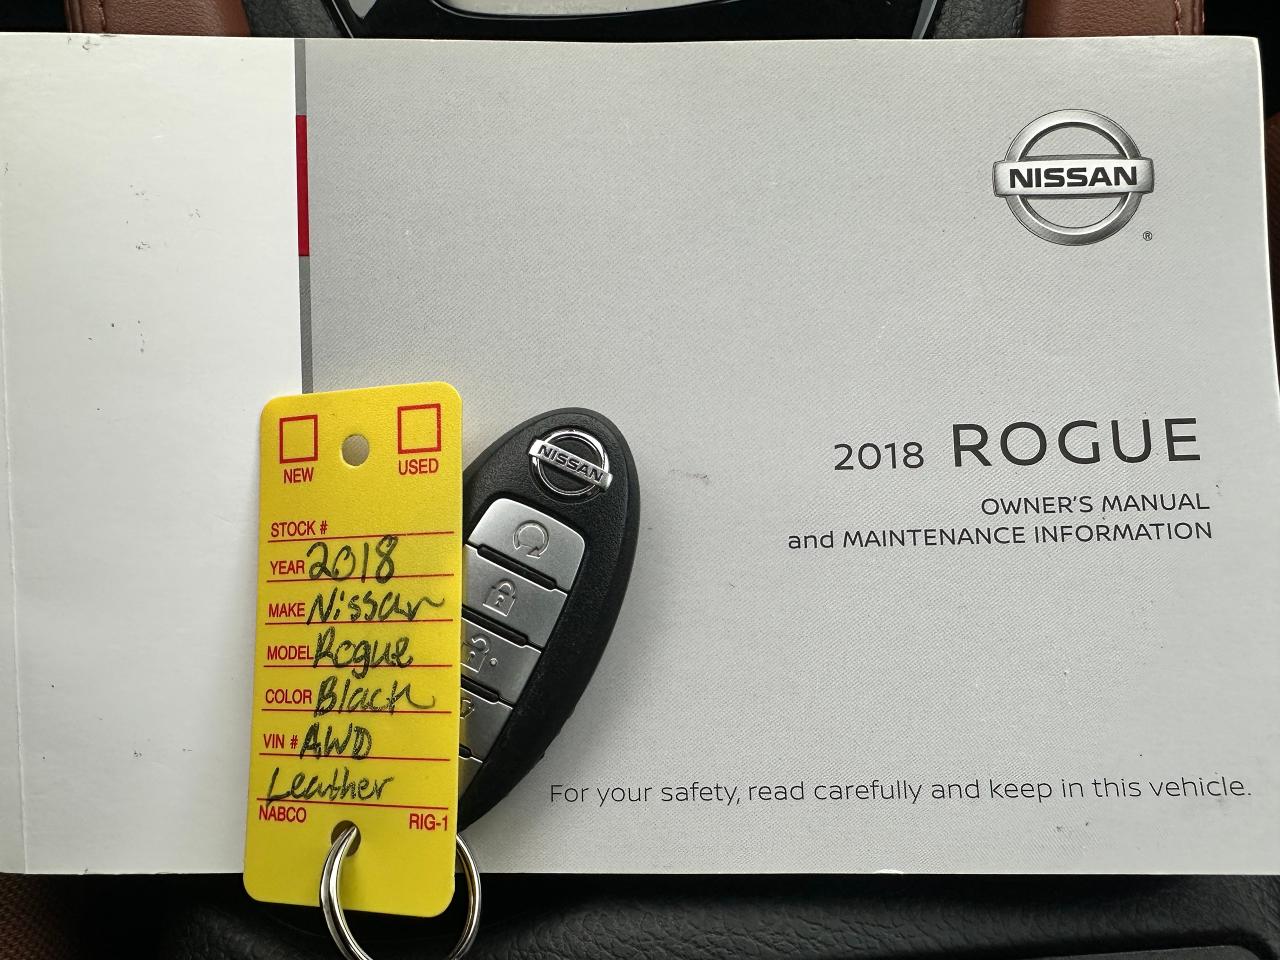 NISSAN
®
2018 ROGUE
OWNER'S MANUAL
and MAINTENANCE INFORMATION
For your safety, read carefully and keep in this vehicle.
NISSAN
NEW USED
STOCK #
YEAR 2018
MAKE Nissan
MODEL Rogue
COLOR Black
VIN # AWD
Leather
NABCO RIG-1